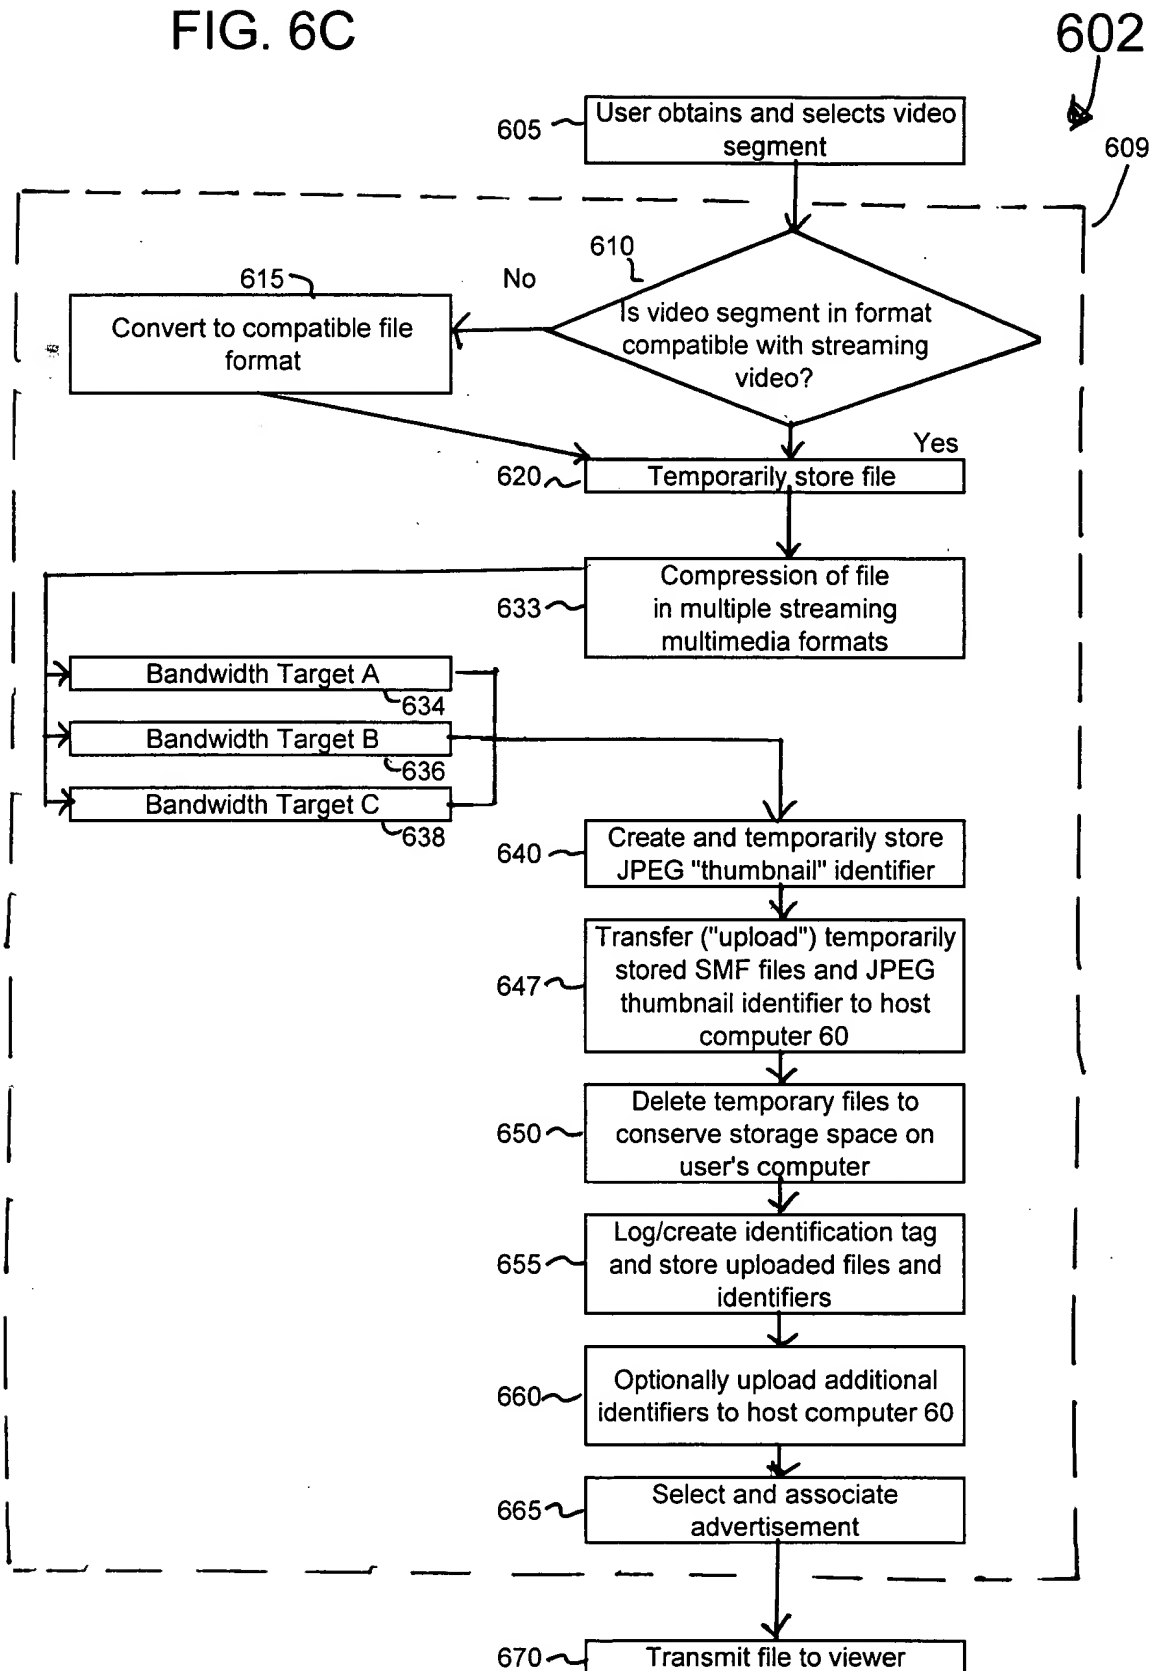 FIG. 6C
602
605
User obtains and selects video
segment
609
610
No
615
Convert to compatible file
format
Is video segment in format
compatible with streaming
video?
Yes
620
Temporarily store file
633
Compression of file
in multiple streaming
multimedia formats
Bandwidth Target A
634
Bandwidth Target B
636
Bandwidth Target C
638
640
Create and temporarily store
JPEG "thumbnail" identifier
647
Transfer ("upload") temporarily
stored SMF files and JPEG
thumbnail identifier to host
computer 60
650
Delete temporary files to
conserve storage space on
user's computer
655
Log/create identification tag
and store uploaded files and
identifiers
660
Optionally upload additional
identifiers to host computer 60
665
Select and associate
advertisement
670
Transmit file to viewer